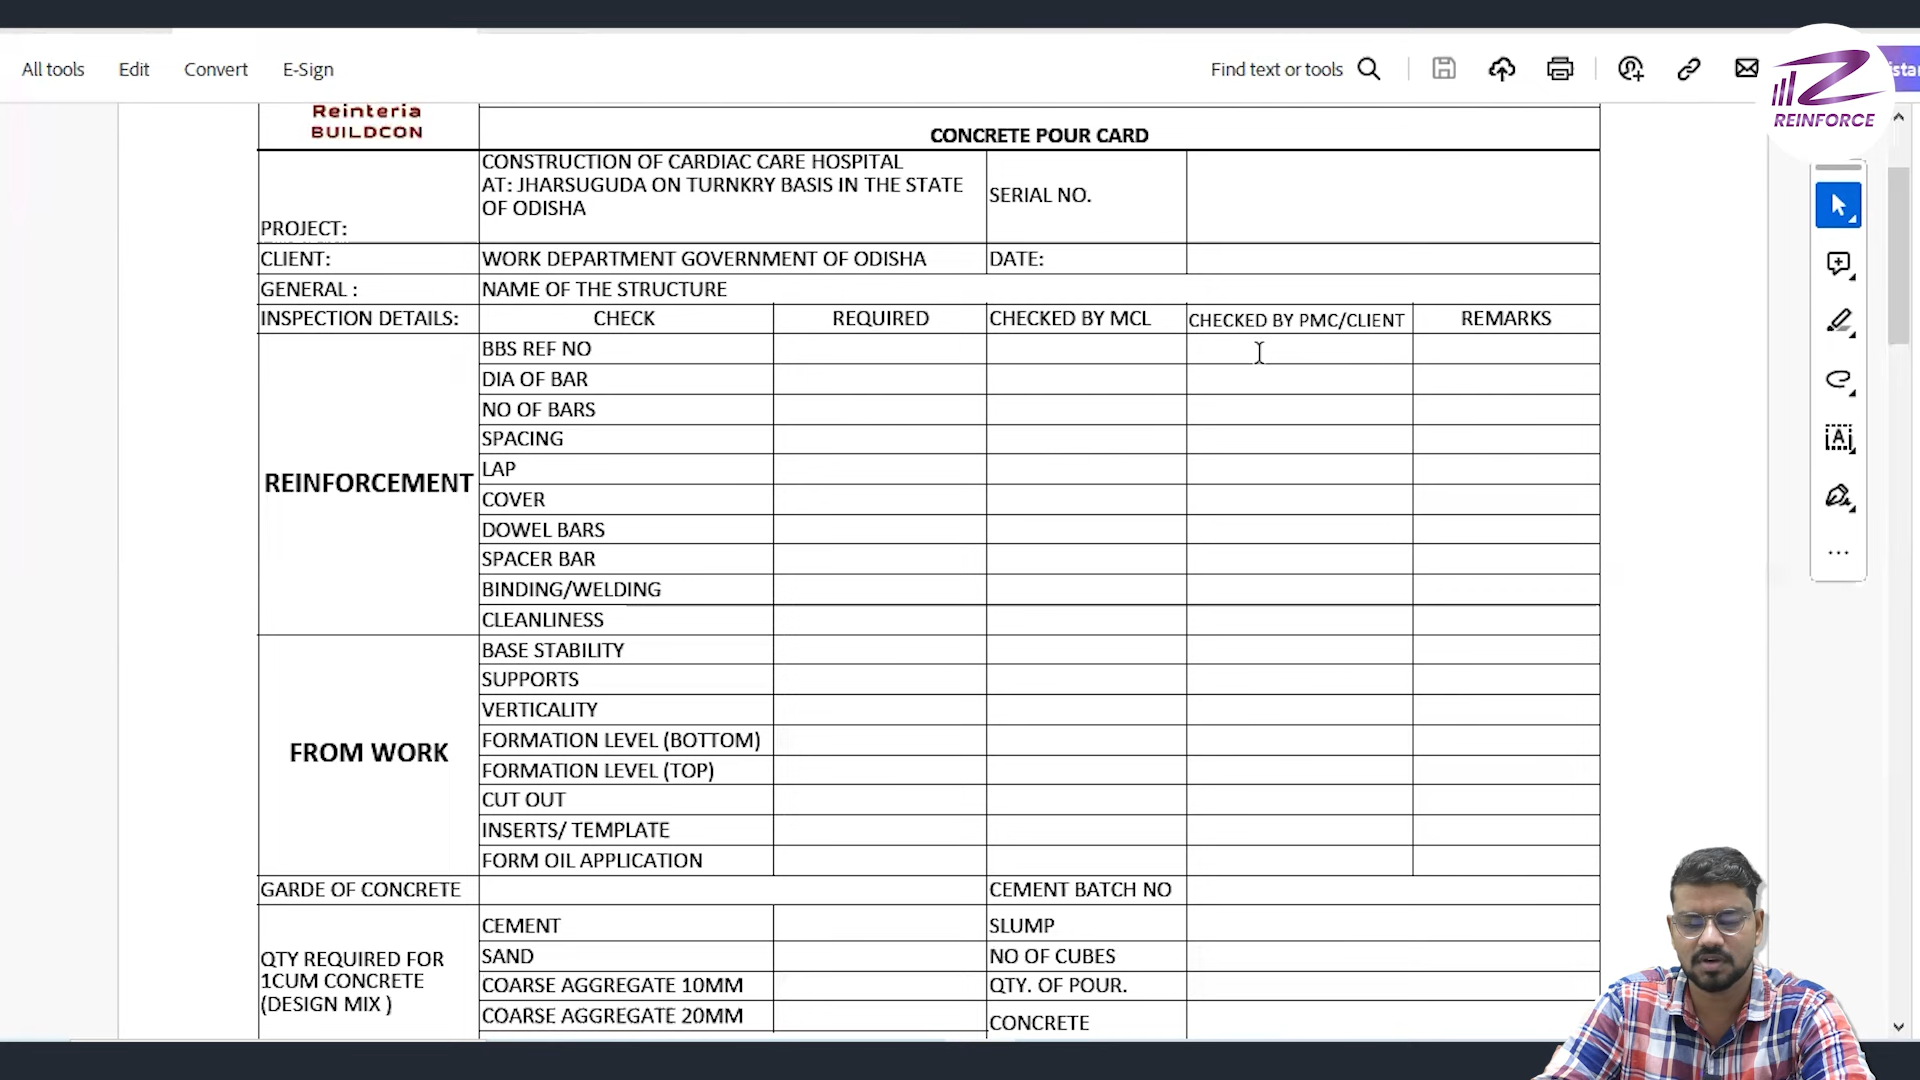 All tools Edit Convert E-Sign Find text or tools
REINFORCE
Reinteria
BUILDCON
CONCRETE POUR CARD
PROJECT:
CONSTRUCTION OF CARDIAC CARE HOSPITAL
AT: JHARSUGUDA ON TURNKRY BASIS IN THE STATE
OF ODISHA
SERIAL NO.
CLIENT: WORK DEPARTMENT GOVERNMENT OF ODISHA DATE:
GENERAL : NAME OF THE STRUCTURE
INSPECTION DETAILS: CHECK REQUIRED CHECKED BY MCL CHECKED BY PMC/CLIENT REMARKS
REINFORCEMENT
BBS REF NO
DIA OF BAR
NO OF BARS
SPACING
LAP
COVER
DOWEL BARS
SPACER BAR
BINDING/WELDING
CLEANLINESS
FROM WORK
BASE STABILITY
SUPPORTS
VERTICALITY
FORMATION LEVEL (BOTTOM)
FORMATION LEVEL (TOP)
CUT OUT
INSERTS/ TEMPLATE
FORM OIL APPLICATION
GARDE OF CONCRETE CEMENT BATCH NO
QTY REQUIRED FOR
1CUM CONCRETE
(DESIGN MIX )
CEMENT SLUMP
SAND NO OF CUBES
COARSE AGGREGATE 10MM QTY. OF POUR.
COARSE AGGREGATE 20MM CONCRETE